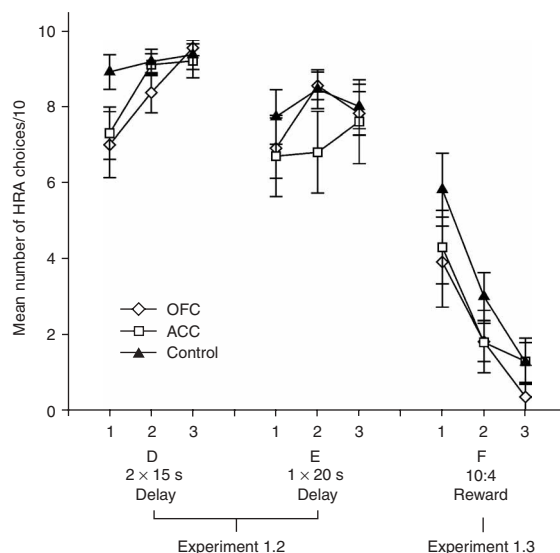 10
8
6
4
2
0
Mean number of HRA choices/10
OFC
ACC
Control
1 2 3 1 2 3 1 2 3
D E F
2 × 15 s 1 × 20 s 10:4
Delay Delay Reward
Experiment 1.2 Experiment 1.3